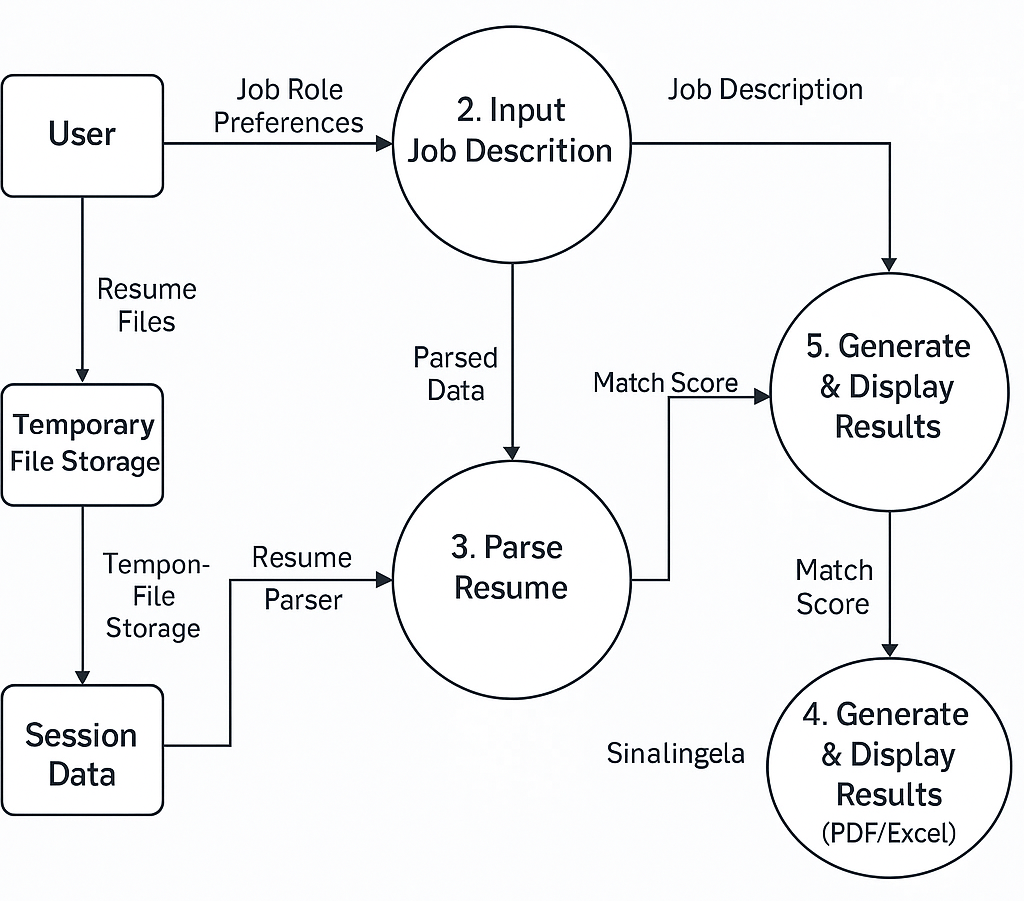 User
Job Role
Preferences
2. Input
Job Descrition
Job Description
Resume
Files
Parsed
Data
Match Score
5. Generate
& Display
Results
Temporary
File Storage
Tempon-
File
Storage
Resume
Parser
3. Parse
Resume
Match
Score
Session
Data
Sinalingela
4. Generate
& Display
Results
(PDF/Excel)